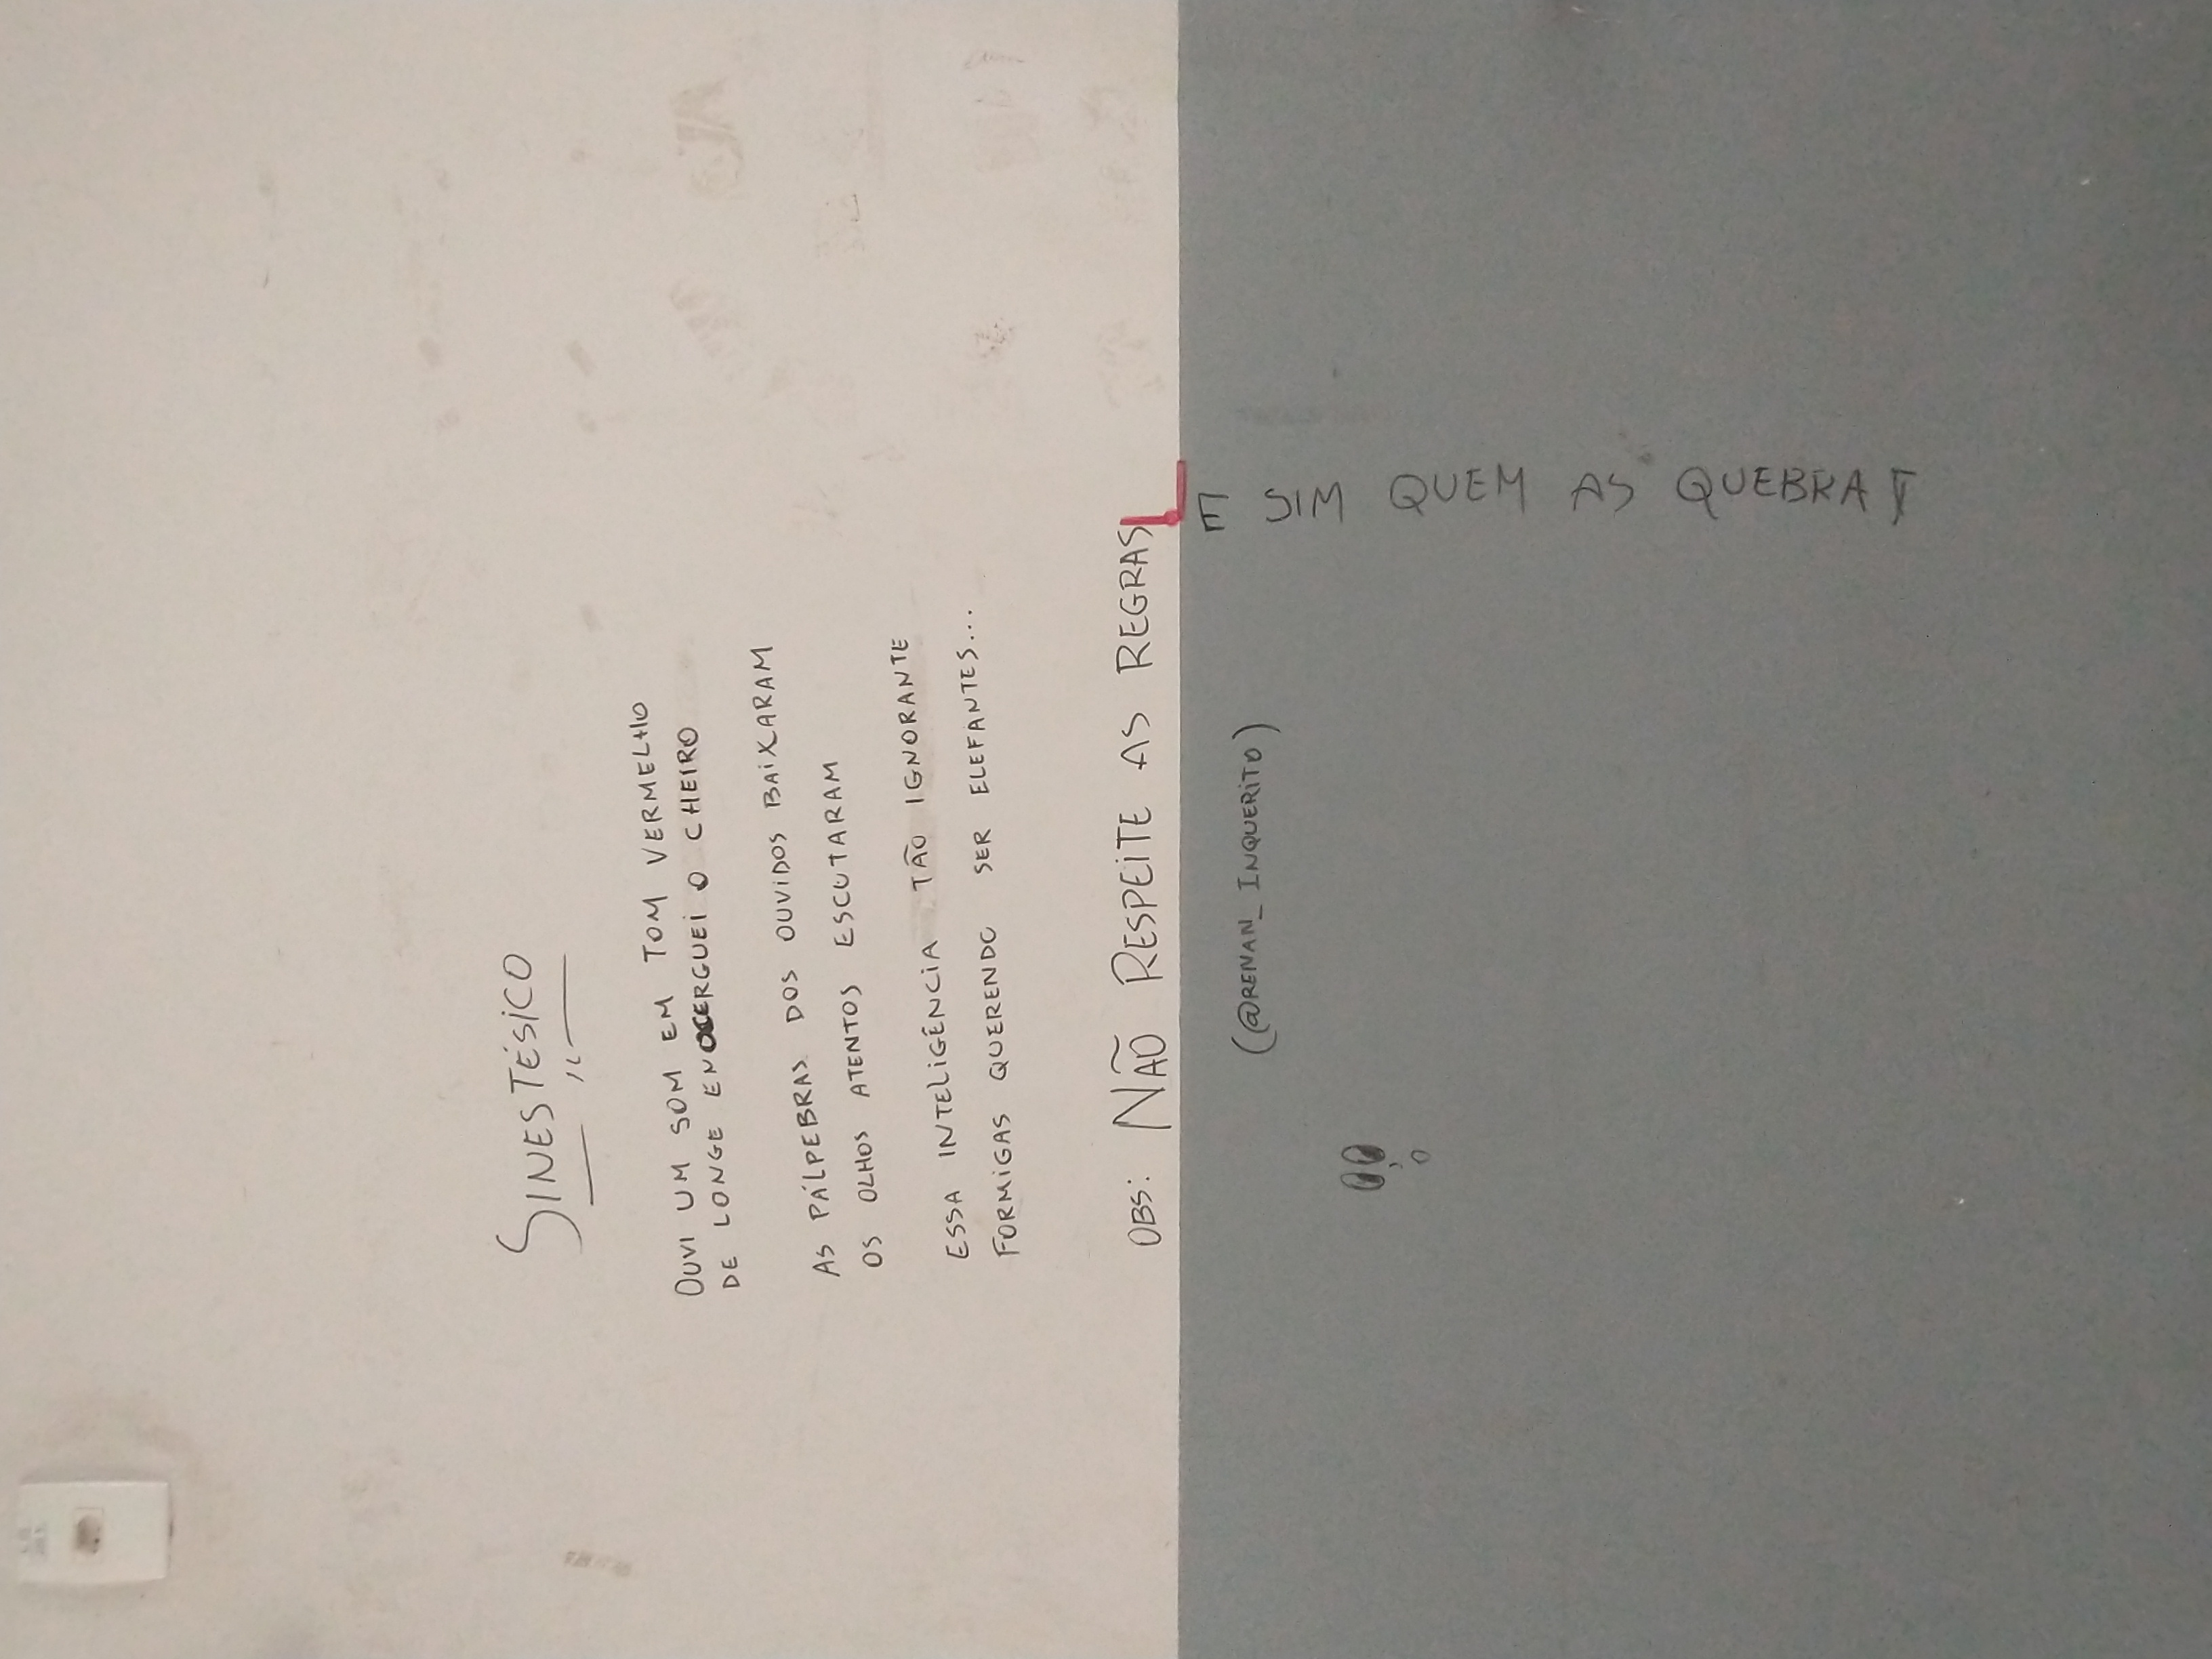 SINESTÉSICO
OUVI UM SOM EM TOM VERMELHO
DE LONGE ENXERGUEI O CHEIRO
AS PÁLPEBRAS DOS OUVIDOS BAIXARAM
OS OLHOS ATENTOS ESCUTARAM
ESSA INTELIGÊNCIA TÃO IGNORANTE
FORMIGAS QUERENDO SER ELEFANTES...
OBS: NÃO RESPEITE AS REGRAS
E SIM QUEM AS QUEBRA!
(@RENAN_INQUERITO)